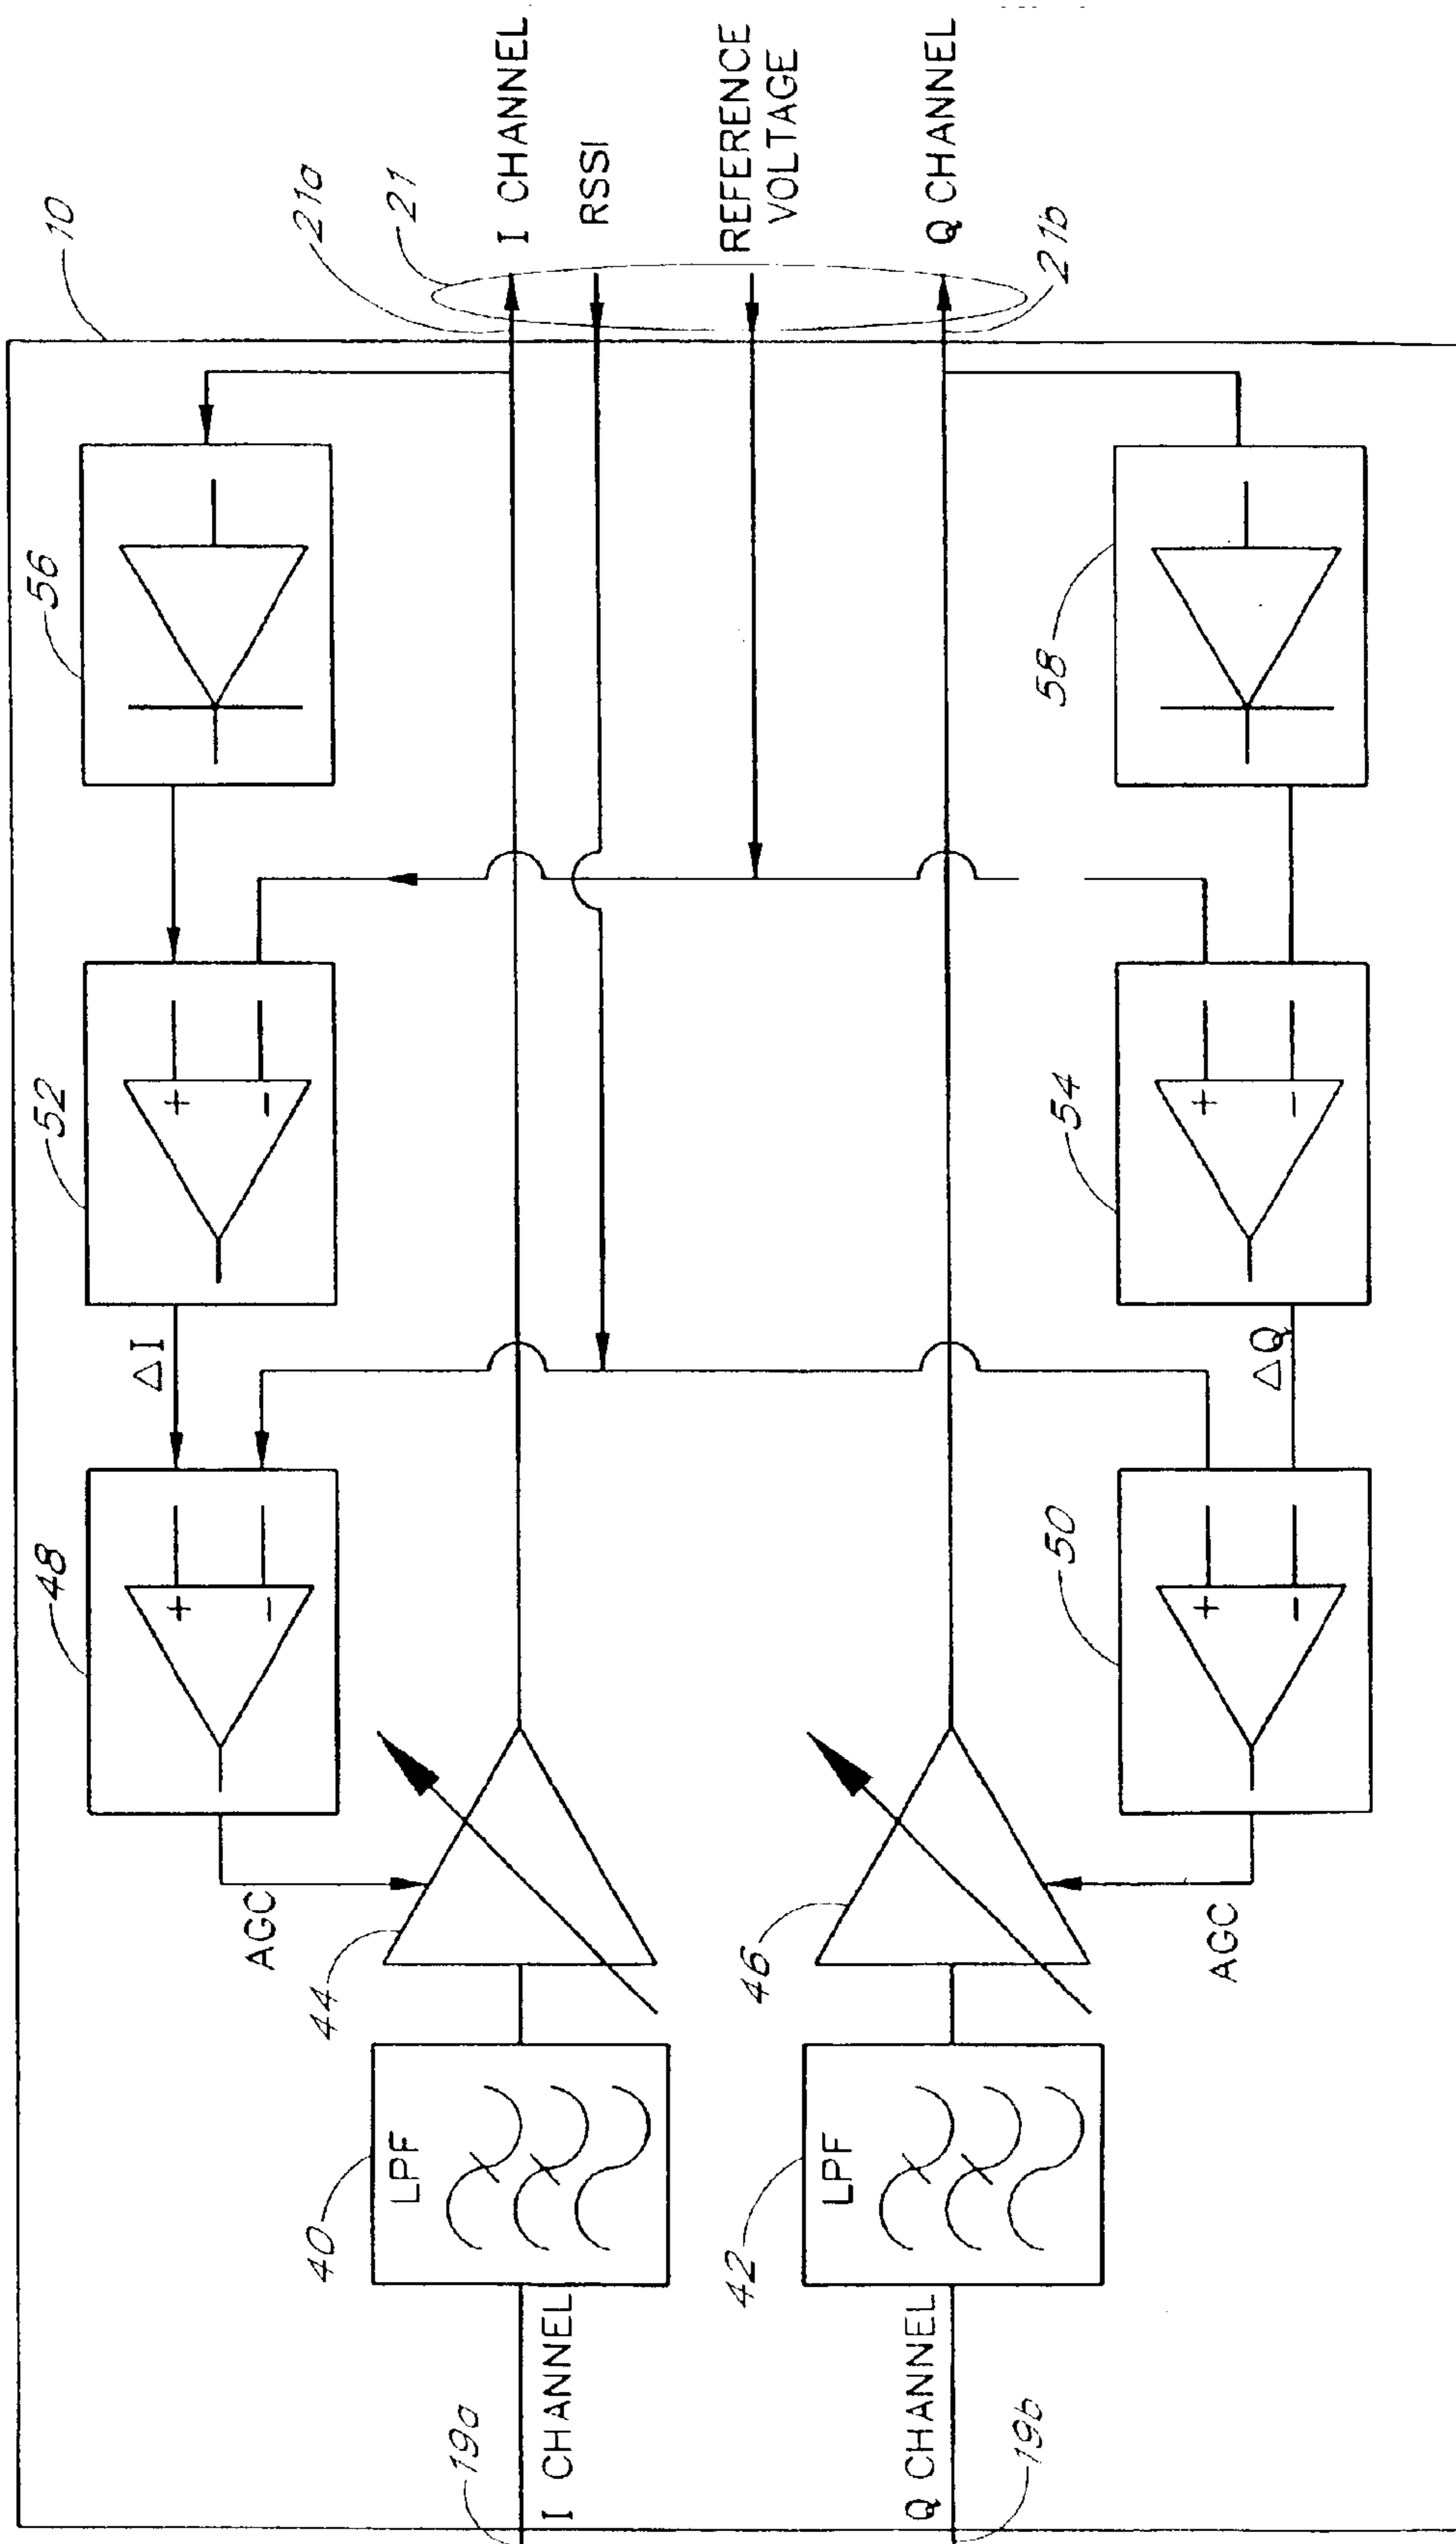 10
56
52
ΔI
48
+
-
+
-
AGC
44
40
LPF
I CHANNEL
19a
21a
21
I CHANNEL
RSSI
REFERENCE
VOLTAGE
Q CHANNEL
21b
46
42
LPF
Q CHANNEL
19b
58
54
+
-
ΔQ
50
+
-
AGC